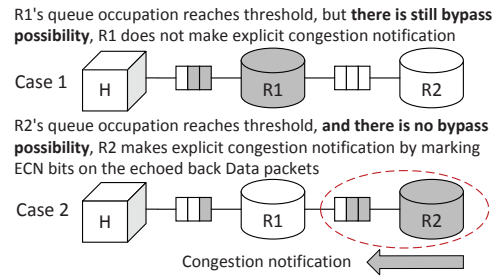 R1's queue occupation reaches threshold, but there is still bypass
possibility, R1 does not make explicit congestion notification
Case 1
H
R1
R2
R2's queue occupation reaches threshold, and there is no bypass
possibility, R2 makes explicit congestion notification by marking
ECN bits on the echoed back Data packets
Case 2
H
R1
R2
Congestion notification